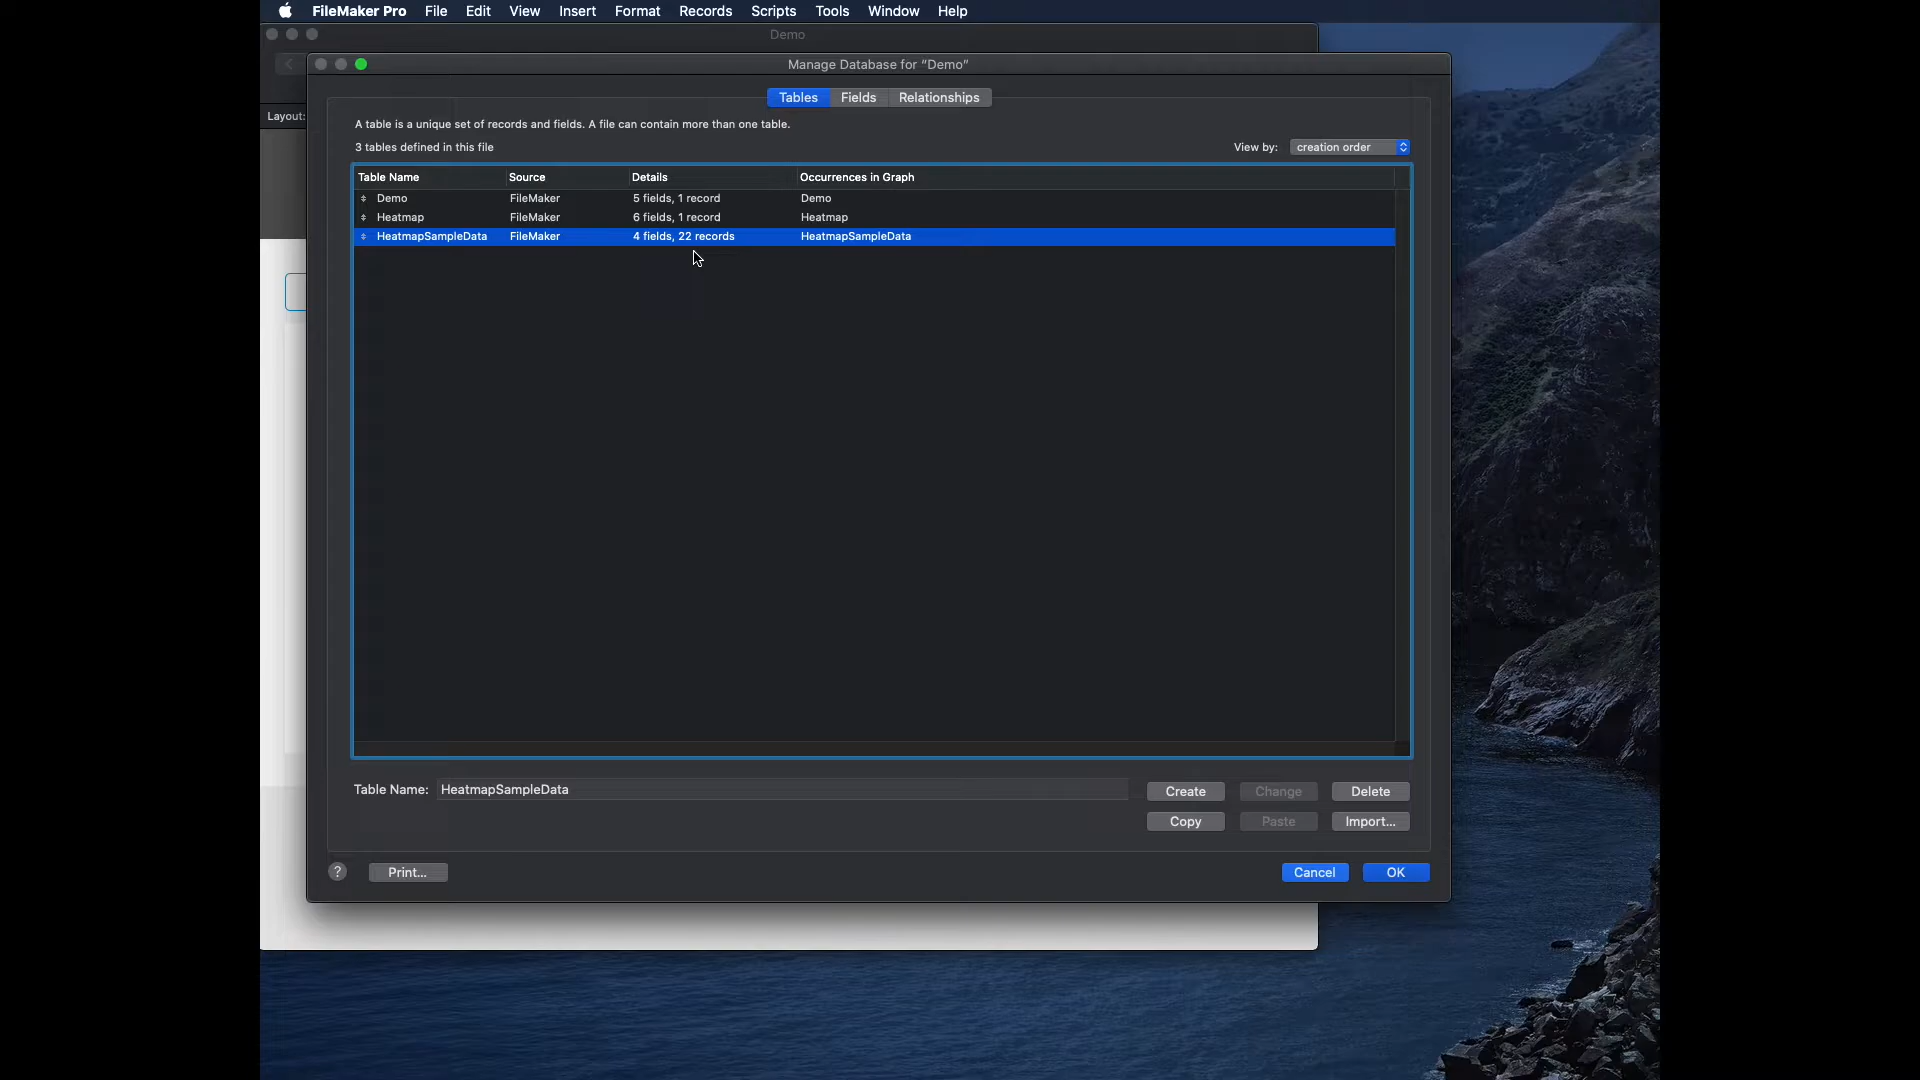 FileMaker Pro File Edit View Insert Format Records Scripts Tools Window Help
Demo
Manage Database for “Demo”
Tables Fields Relationships
Layout:
A table is a unique set of records and fields. A file can contain more than one table.
3 tables defined in this file
View by: creation order
Table Name Source Details Occurrences in Graph
Demo FileMaker 5 fields, 1 record Demo
Heatmap FileMaker 6 fields, 1 record Heatmap
HeatmapSampleData FileMaker 4 fields, 22 records HeatmapSampleData
Table Name: HeatmapSampleData
Create Change Delete
Copy Paste Import...
? Print... Cancel OK